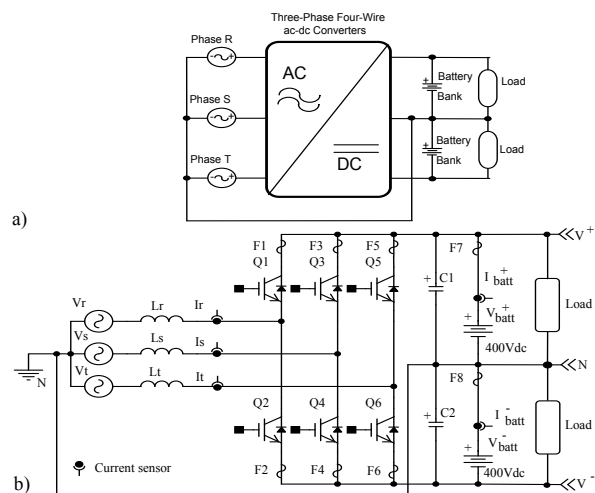 Three-Phase Four-Wire
ac-dc Converters
Phase R
AC
Battery
Bank
Load
Phase S
Battery
Bank
Load
Phase T
DC
a)
V+
F1 F3 F5 F7
Q1 Q3 Q5
I+batt
C1
V+batt
Load
Vr Lr Ir
400Vdc
Vs Ls Is
N
N
Vt Lt It
F8
Q2 Q4 Q6
I-batt
C2
V-batt
Load
F2 F4 F6
400Vdc
b)
Current sensor
V-